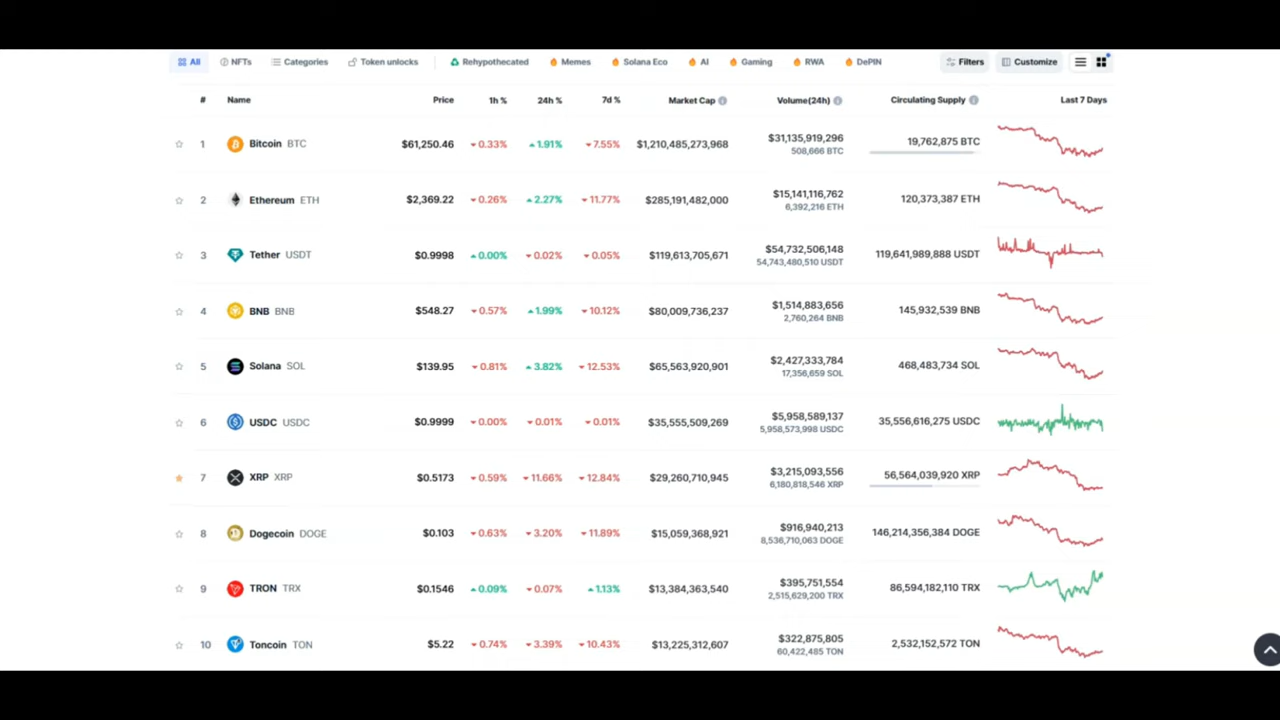 All NFTs Categories Token unlocks Rehypothecated Memes Solana Eco AI Gaming RWA DePIN Filters Customize
# Name Price 1h % 24h % 7d % Market Cap Volume(24h) Circulating Supply Last 7 Days
1 Bitcoin BTC $61,250.46 0.33% 1.91% 7.55% $1,210,485,273,968 $31,135,919,296 19,762,875 BTC
508,666 BTC
2 Ethereum ETH $2,369.22 0.26% 2.27% 11.77% $285,191,482,000 $15,141,116,762 120,373,387 ETH
6,392,216 ETH
3 Tether USDT $0.9998 0.00% 0.02% 0.05% $119,613,705,671 $54,732,506,148 119,641,989,888 USDT
54,743,480,510 USDT
4 BNB BNB $548.27 0.57% 1.99% 10.12% $80,009,736,237 $1,514,883,656 145,932,539 BNB
2,760,264 BNB
5 Solana SOL $139.95 0.81% 3.82% 12.53% $65,563,920,901 $2,427,333,784 468,483,734 SOL
17,356,659 SOL
6 USDC USDC $0.9999 0.00% 0.01% 0.01% $35,555,509,269 $5,958,589,137 35,556,616,275 USDC
5,958,573,998 USDC
7 XRP XRP $0.5173 0.59% 11.66% 12.84% $29,260,710,945 $3,215,093,556 56,564,039,920 XRP
6,180,818,546 XRP
8 Dogecoin DOGE $0.103 0.63% 3.20% 11.89% $15,059,368,921 $916,940,213 146,214,356,384 DOGE
8,536,710,063 DOGE
9 TRON TRX $0.1546 0.09% 0.07% 1.13% $13,384,363,540 $395,751,554 86,594,182,110 TRX
2,515,629,200 TRX
10 Toncoin TON $5.22 0.74% 3.39% 10.43% $13,225,312,607 $322,875,805 2,532,152,572 TON
60,422,485 TON